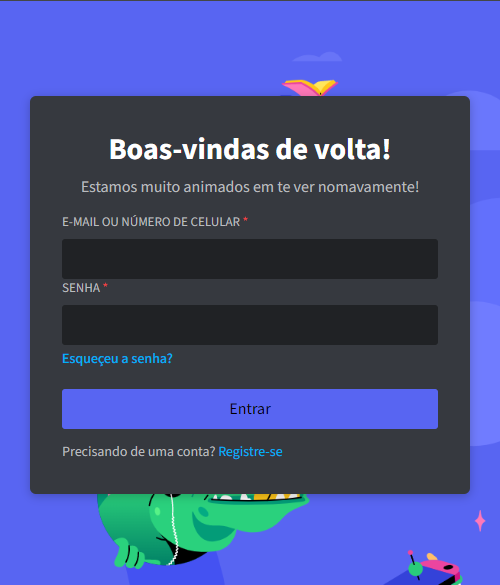 Boas-vindas de volta!
Estamos muito animados em te ver nomavamente!
E-MAIL OU NÚMERO DE CELULAR *
SENHA *
Esqueçeu a senha?
Entrar
Precisando de uma conta? Registre-se